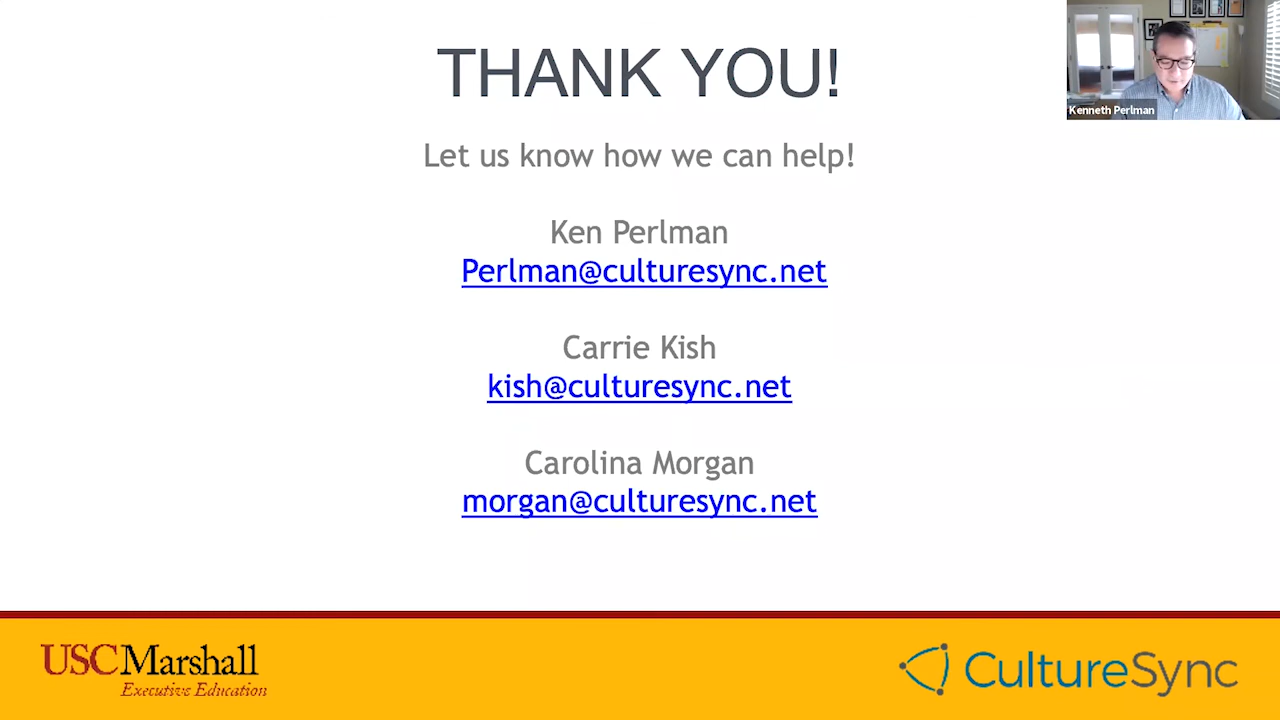 THANK YOU!
Kenneth Perlman
Let us know how we can help!
Ken Perlman
Perlman@culturesync.net
Carrie Kish
kish@culturesync.net
Carolina Morgan
morgan@culturesync.net
USC Marshall
Executive Education
CultureSync